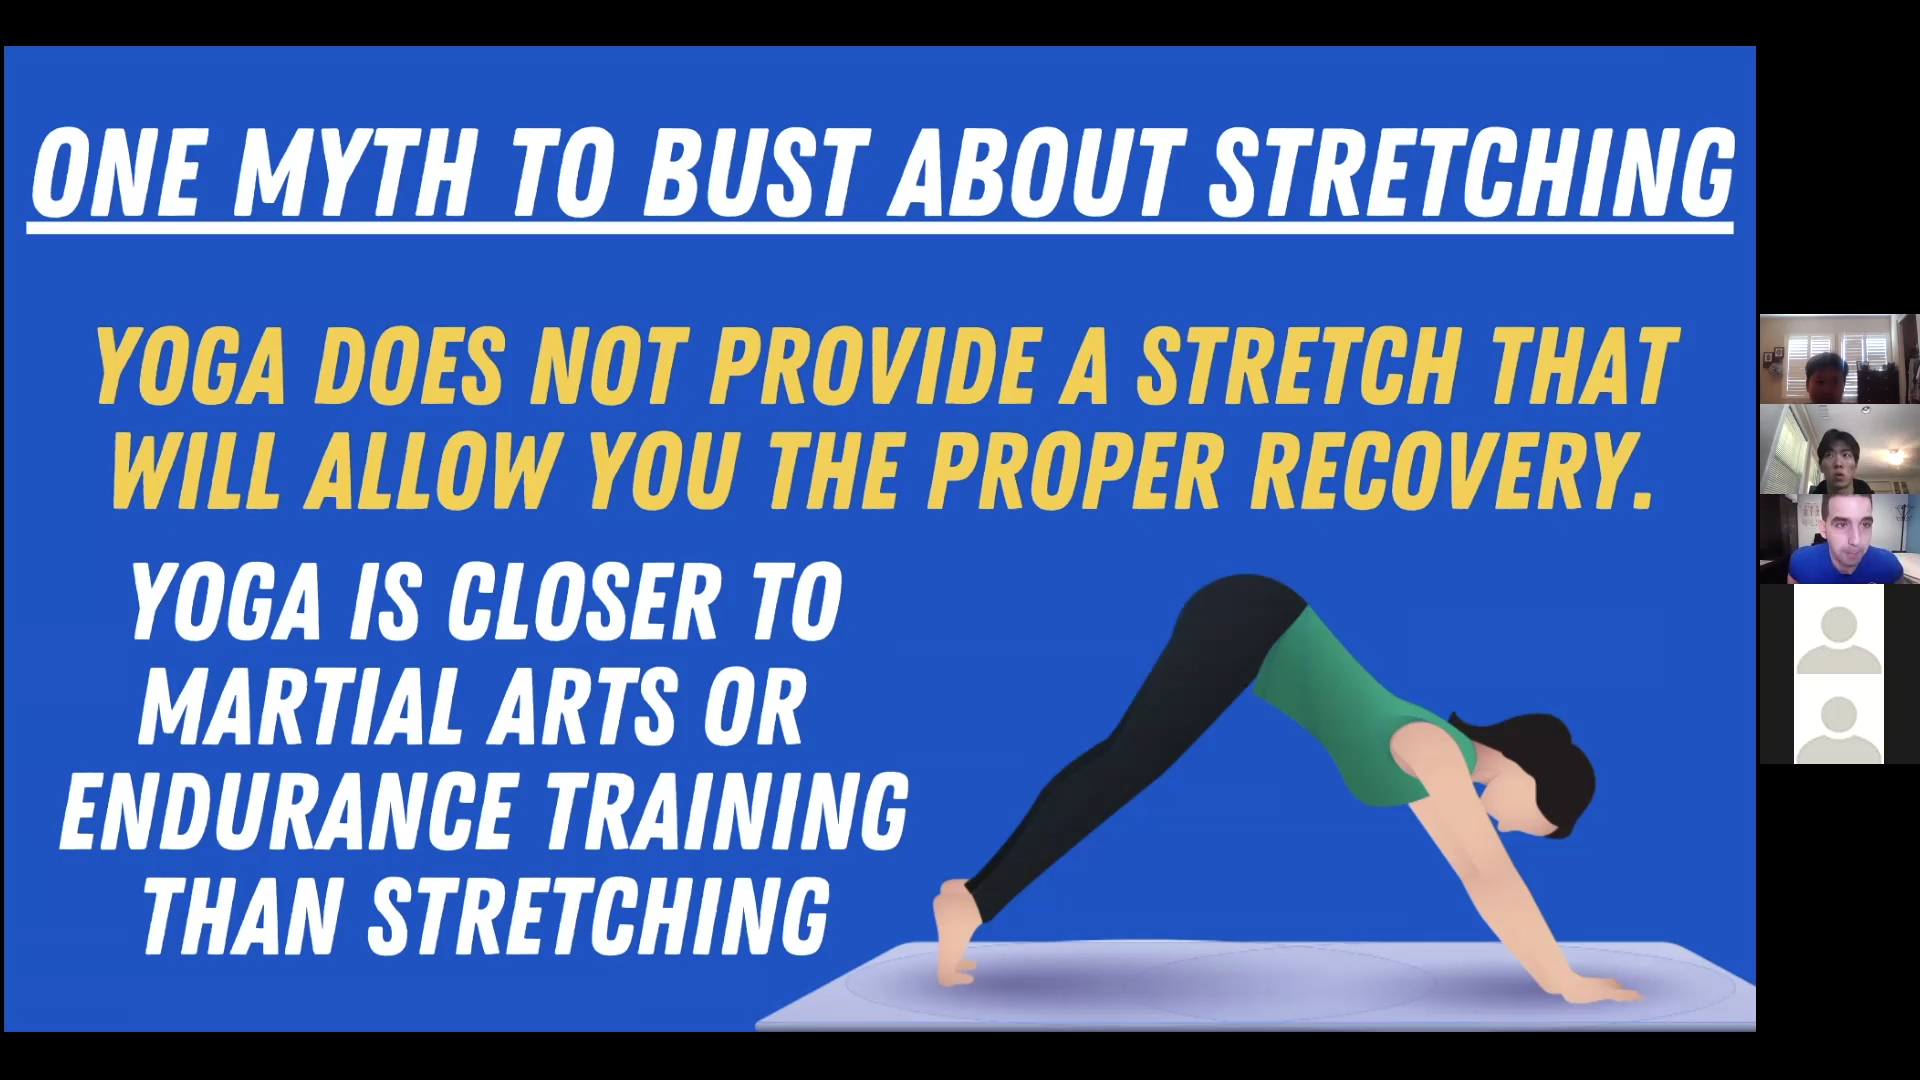 ONE MYTH TO BUST ABOUT STRETCHING
YOGA DOES NOT PROVIDE A STRETCH THAT
WILL ALLOW YOU THE PROPER RECOVERY.
YOGA IS CLOSER TO
MARTIAL ARTS OR
ENDURANCE TRAINING
THAN STRETCHING